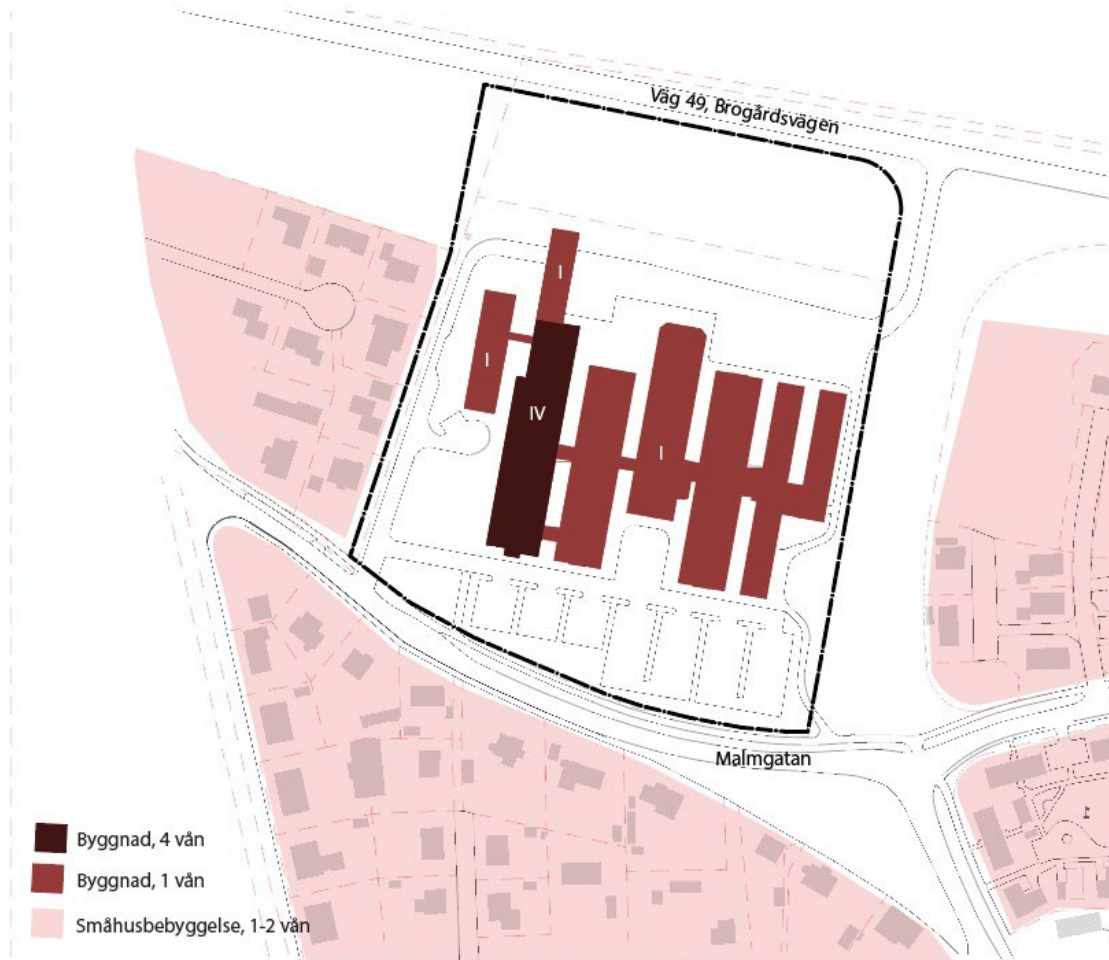 Väg 49, Brogårdsvägen
I
I
IV
I
Malmgatan
Byggnad, 4 vån
Byggnad, 1 vån
Småhusbebyggelse, 1-2 vån